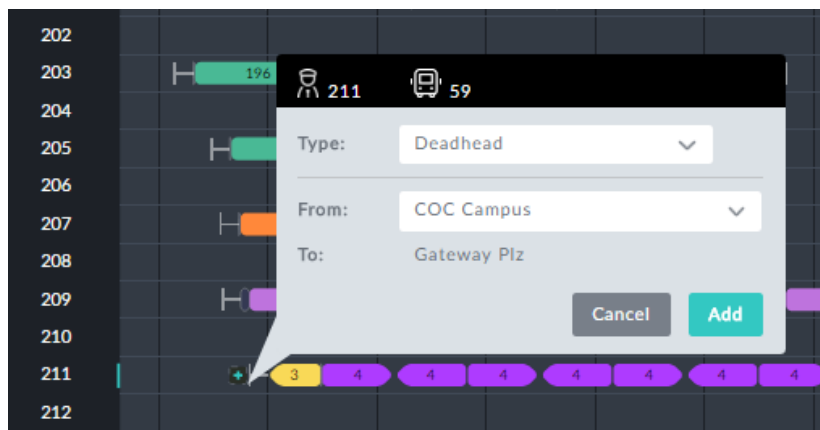 202
203
196
211
59
204
Type:
Deadhead
205
206
From:
COC Campus
207
To:
Gateway Plz
208
209
Cancel
Add
210
211
3
4
4
4
4
4
4
4
212